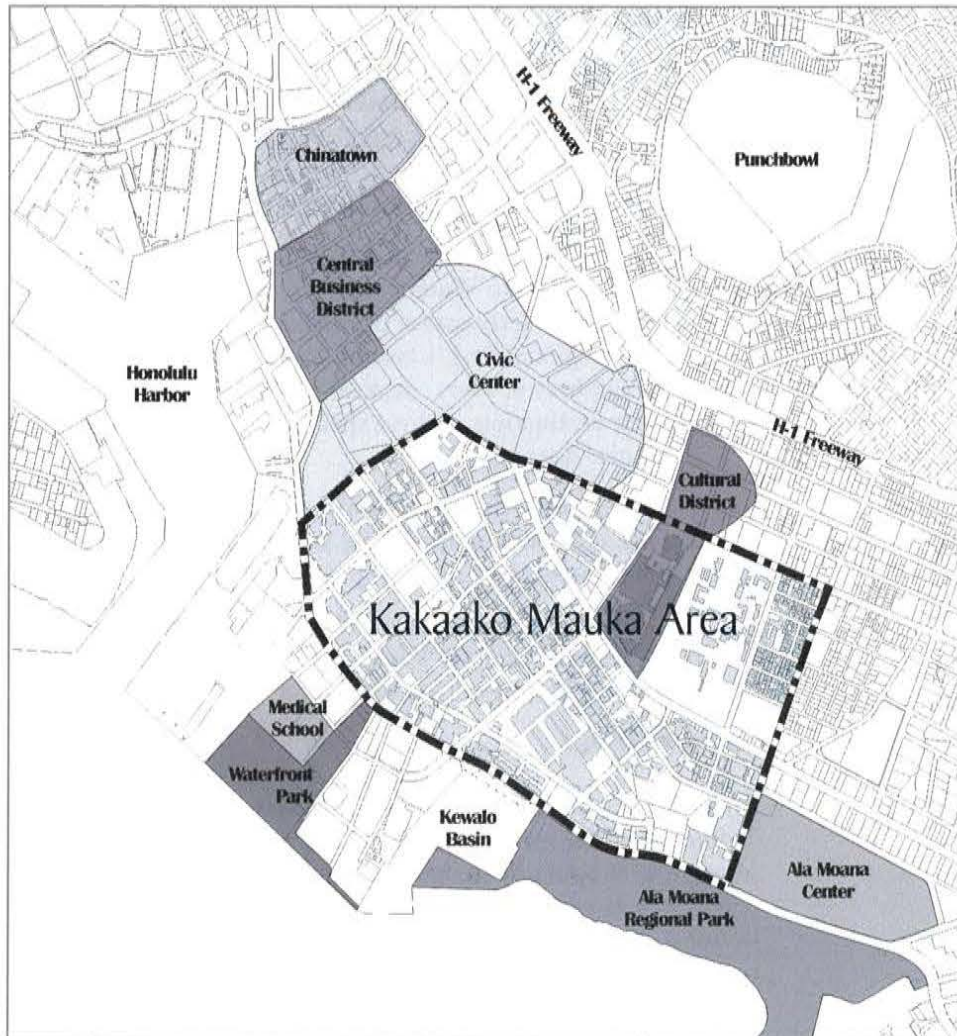 H-1 Freeway
Chinatown
Punchbowl
Central
Business
District
Honolulu
Harbor
Civic
Center
H-1 Freeway
Cultural
District
Kakaako Mauka Area
Medical
School
Waterfront
Park
Kewalo
Basin
Ala Moana
Center
Ala Moana
Regional Park